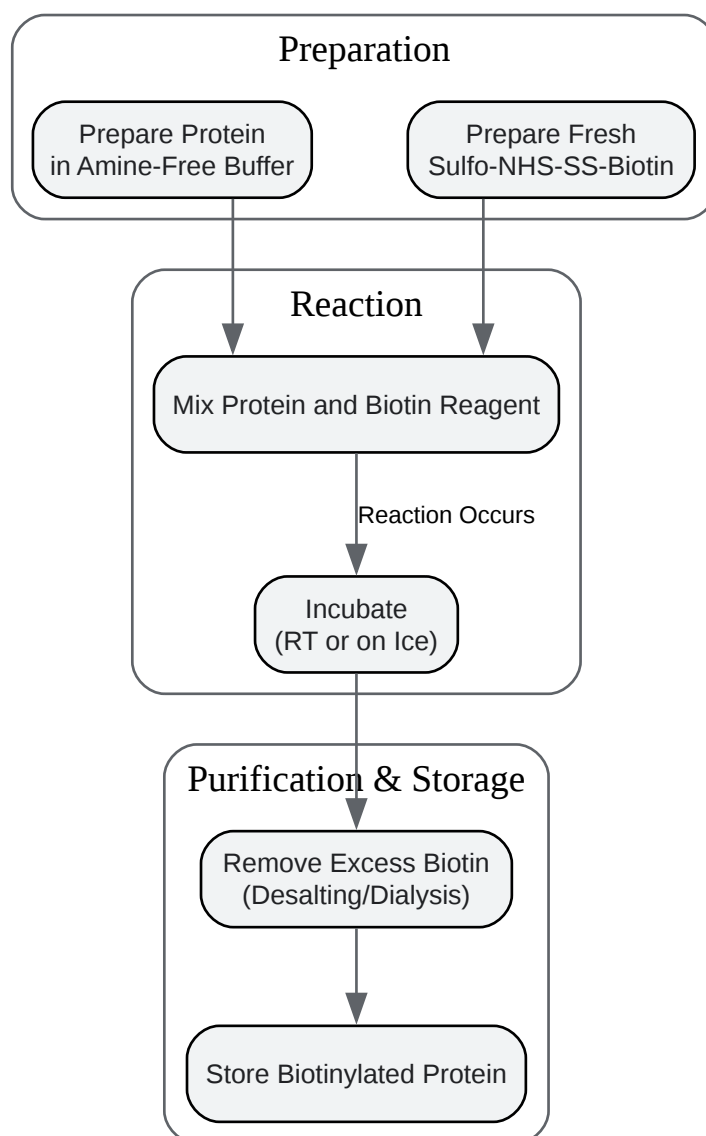 Preparation
Prepare Protein
in Amine-Free Buffer
Prepare Fresh
Sulfo-NHS-SS-Biotin
Reaction
Mix Protein and Biotin Reagent
Reaction Occurs
Incubate
(RT or on Ice)
Purification & Storage
Remove Excess Biotin
(Desalting/Dialysis)
Store Biotinylated Protein